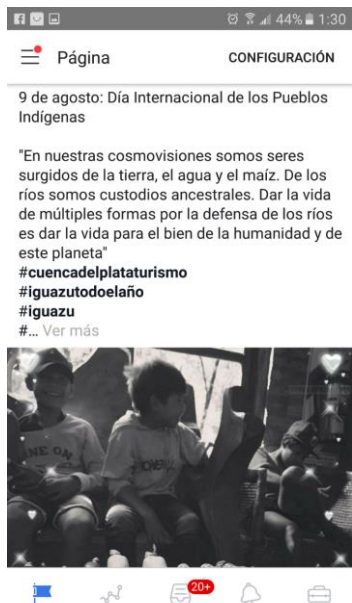 44% 1:30
Página CONFIGURACIÓN
9 de agosto: Día Internacional de los Pueblos
Indígenas
"En nuestras cosmovisiones somos seres
surgidos de la tierra, el agua y el maíz. De los
ríos somos custodios ancestrales. Dar la vida
de múltiples formas por la defensa de los ríos
es dar la vida para el bien de la humanidad y de
este planeta"
#cuencadelplataturismo
#iguazutodoelaño
#iguazu
#... Ver más
NE ON
20+